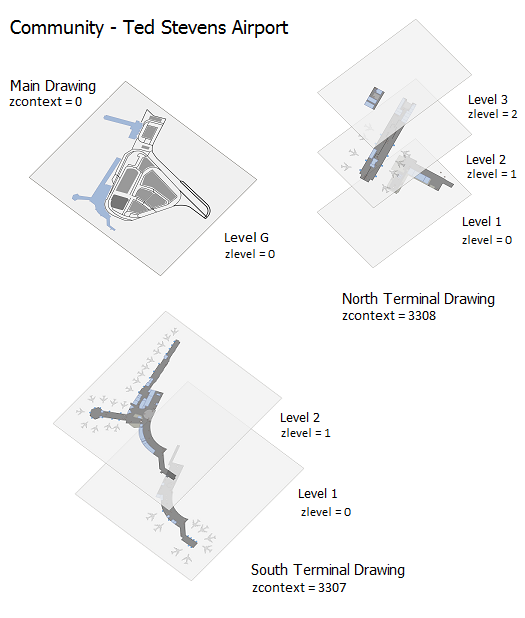 Community - Ted Stevens Airport
Main Drawing
zcontext = 0
Level G
zlevel = 0
Level 3
zlevel = 2
Level 2
zlevel = 1
Level 1
zlevel = 0
North Terminal Drawing
zcontext = 3308
Level 2
zlevel = 1
Level 1
zlevel = 0
South Terminal Drawing
zcontext = 3307